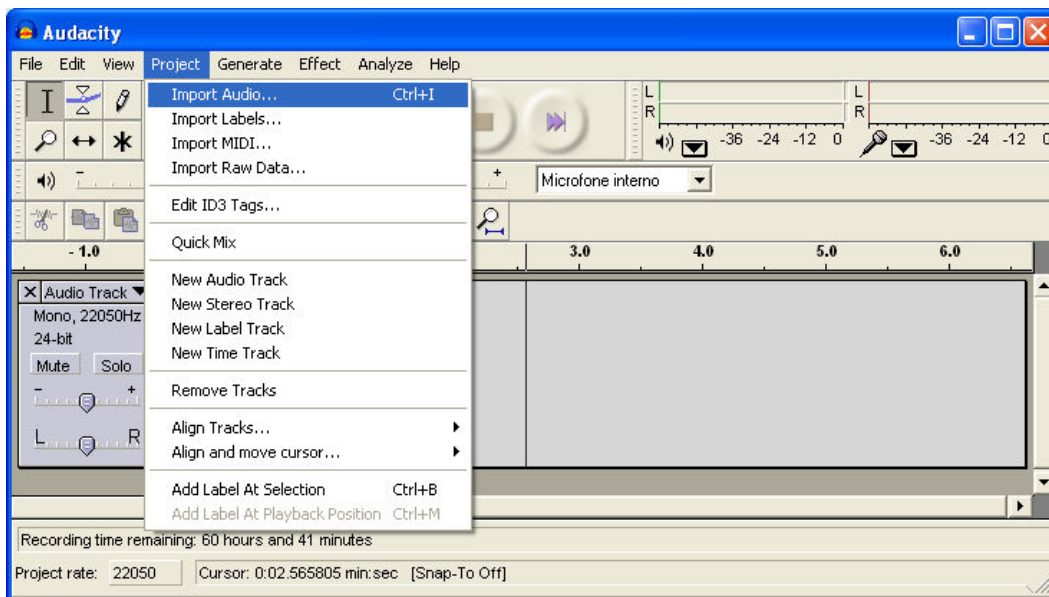 Audacity
File Edit View Project Generate Effect Analyze Help
Import Audio... Ctrl+I
Import Labels...
Import MIDI...
Import Raw Data...
Edit ID3 Tags...
Quick Mix
New Audio Track
New Stereo Track
New Label Track
New Time Track
Remove Tracks
Align Tracks...
Align and move cursor...
Add Label At Selection Ctrl+B
Add Label At Playback Position Ctrl+M
L
R
-36 -24 -12 0
L
R
-36 -24 -12 0
- +
Microfone interno
- 1.0 3.0 4.0 5.0 6.0
X Audio Track
Mono, 22050Hz
24-bit
Mute Solo
- +
L R
Recording time remaining: 60 hours and 41 minutes
Project rate: 22050 Cursor: 0:02.565805 min:sec [Snap-To Off]